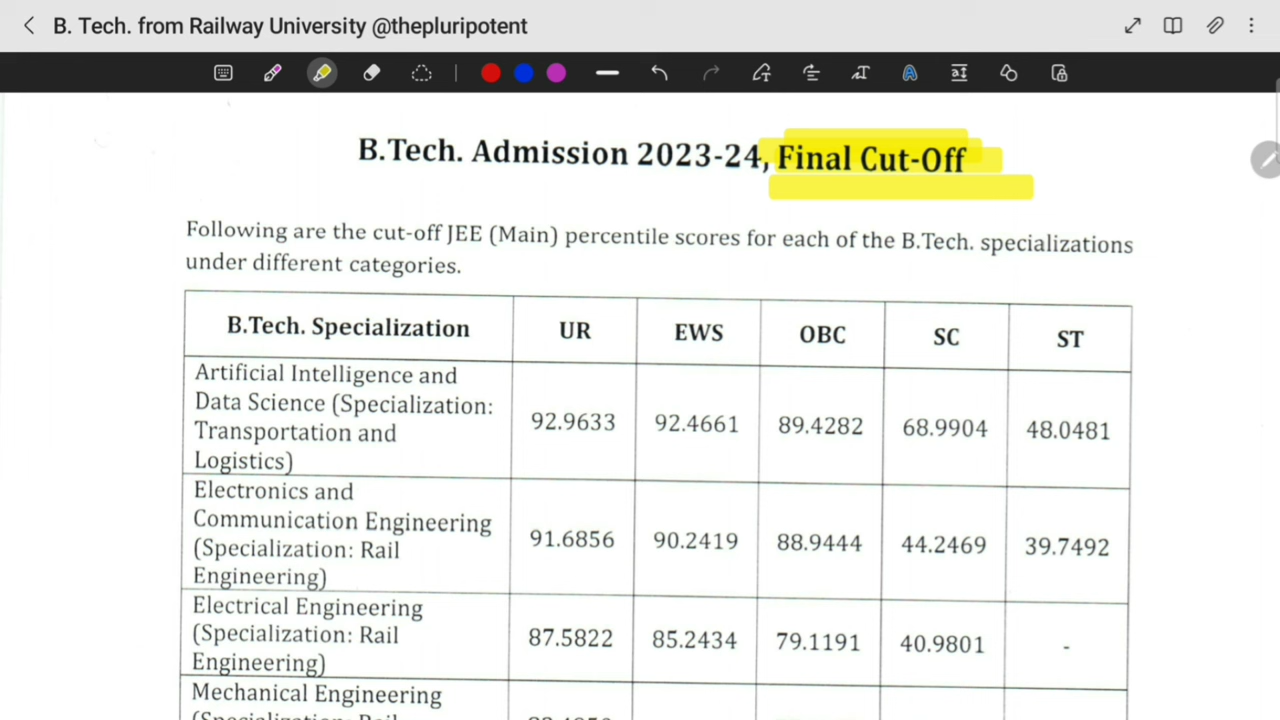 B. Tech. from Railway University @thepluripotent
B.Tech. Admission 2023-24, Final Cut-Off
Following are the cut-off JEE (Main) percentile scores for each of the B.Tech. specializations
under different categories.
B.Tech. Specialization UR EWS OBC SC ST
Artificial Intelligence and
Data Science (Specialization:
Transportation and
Logistics)
92.9633 92.4661 89.4282 68.9904 48.0481
Electronics and
Communication Engineering
(Specialization: Rail
Engineering)
91.6856 90.2419 88.9444 44.2469 39.7492
Electrical Engineering
(Specialization: Rail
Engineering)
87.5822 85.2434 79.1191 40.9801 -
Mechanical Engineering
(Specialization: Rail